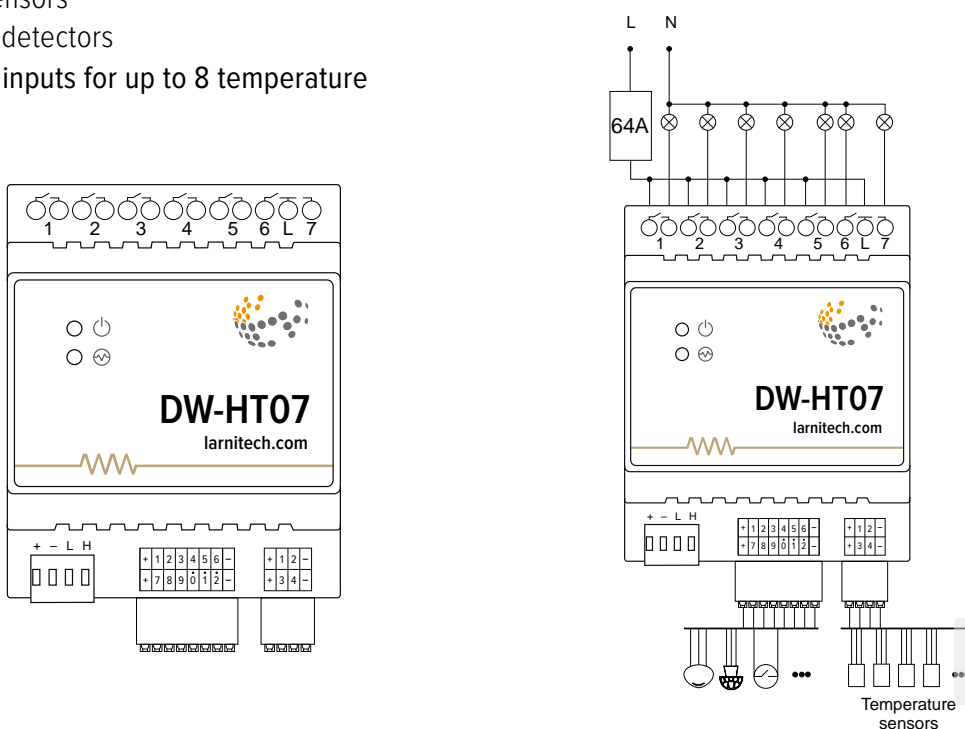 ensors
detectors
inputs for up to 8 temperature
1 2 3 4 5 6 L 7
DW-HT07
larnitech.com
+ – L H
+ 1 2 3 4 5 6 –
+ 7 8 9 0̇ 1̇ 2̇ –
+ 1 2 –
+ 3 4 –
L N
64A
1 2 3 4 5 6 L 7
DW-HT07
larnitech.com
+ – L H
+ 1 2 3 4 5 6 –
+ 7 8 9 0̇ 1̇ 2̇ –
+ 1 2 –
+ 3 4 –
Temperature
sensors